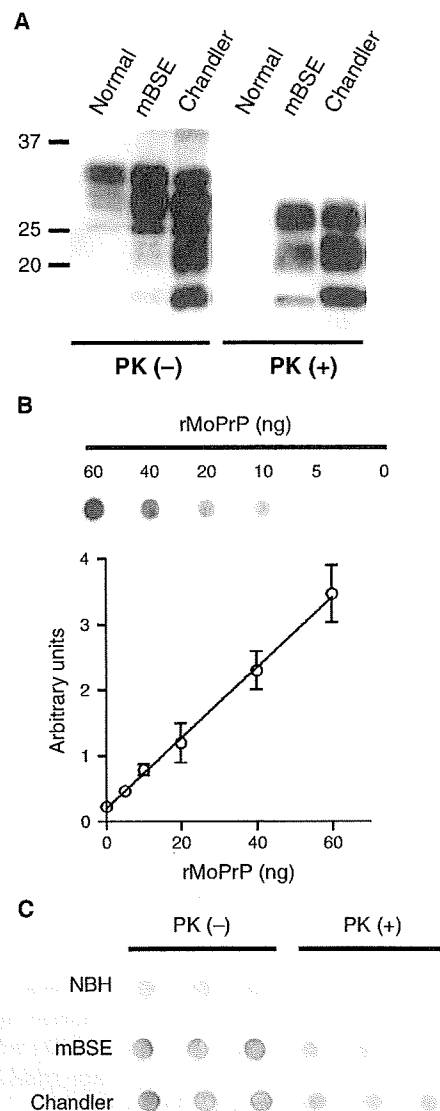 A
Normal mBSE Chandler Normal mBSE Chandler
37
25
20
PK (–) PK (+)
B
rMoPrP (ng)
60 40 20 10 5 0
4
3
2
1
0
Arbitrary units
0 20 40 60
rMoPrP (ng)
C
PK (–) PK (+)
NBH
mBSE
Chandler